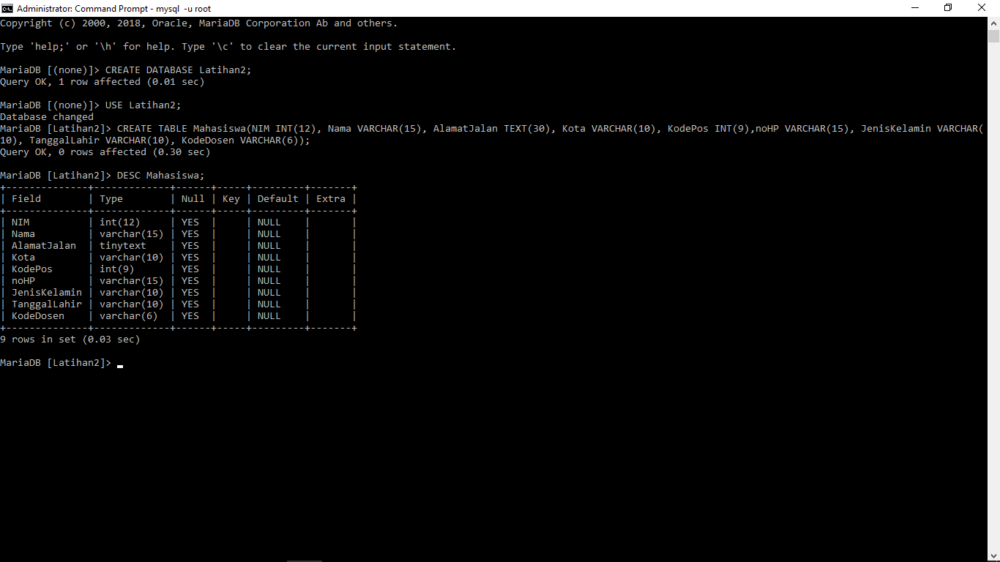 Administrator: Command Prompt - mysql  -u root
Copyright (c) 2000, 2018, Oracle, MariaDB Corporation Ab and others.
Type 'help;' or '\h' for help. Type '\c' to clear the current input statement.
MariaDB [(none)]> CREATE DATABASE Latihan2;
Query OK, 1 row affected (0.01 sec)
MariaDB [(none)]> USE Latihan2;
Database changed
MariaDB [Latihan2]> CREATE TABLE Mahasiswa(NIM INT(12), Nama VARCHAR(15), AlamatJalan TEXT(30), Kota VARCHAR(10), KodePos INT(9),noHP VARCHAR(15), JenisKelamin VARCHAR(
10), TanggalLahir VARCHAR(10), KodeDosen VARCHAR(6));
Query OK, 0 rows affected (0.30 sec)
MariaDB [Latihan2]> DESC Mahasiswa;
+--------------+-------------+------+-----+---------+-------+
| Field        | Type        | Null | Key | Default | Extra |
+--------------+-------------+------+-----+---------+-------+
| NIM          | int(12)     | YES  |     | NULL    |       |
| Nama         | varchar(15) | YES  |     | NULL    |       |
| AlamatJalan  | tinytext    | YES  |     | NULL    |       |
| Kota         | varchar(10) | YES  |     | NULL    |       |
| KodePos      | int(9)      | YES  |     | NULL    |       |
| noHP         | varchar(15) | YES  |     | NULL    |       |
| JenisKelamin | varchar(10) | YES  |     | NULL    |       |
| TanggalLahir | varchar(10) | YES  |     | NULL    |       |
| KodeDosen    | varchar(6)  | YES  |     | NULL    |       |
+--------------+-------------+------+-----+---------+-------+
9 rows in set (0.03 sec)
MariaDB [Latihan2]> _